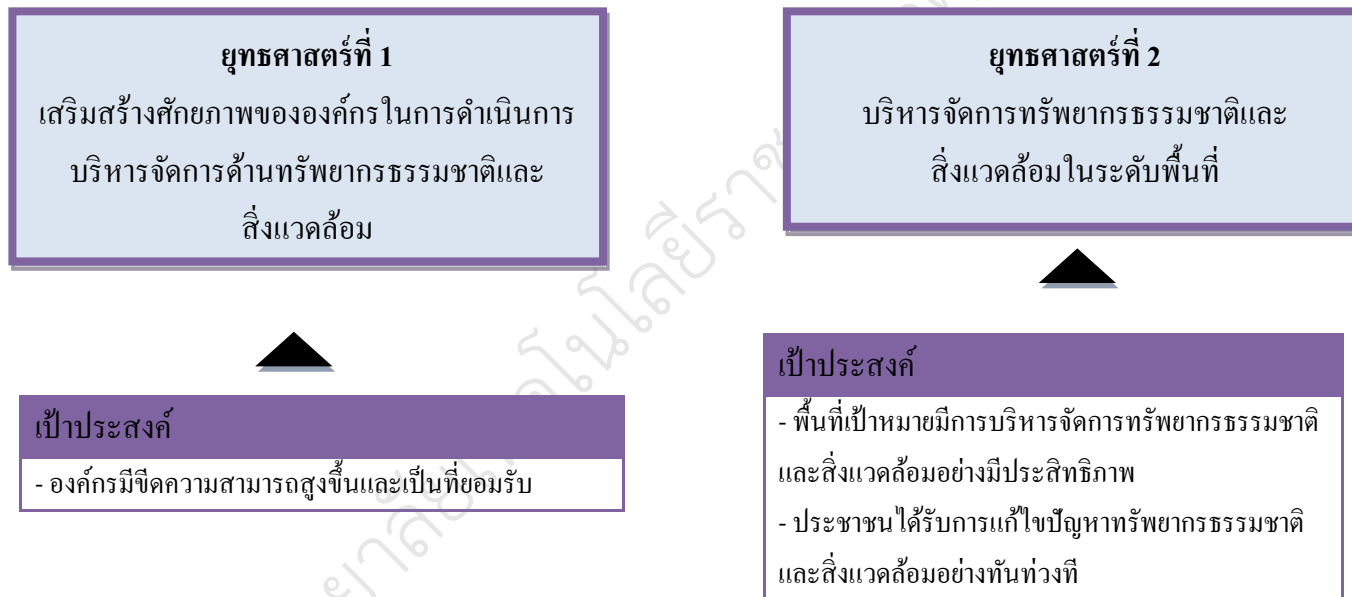 ยุทธศาสตร์ที่ 1
เสริมสร้างศักยภาพขององค์กรในการดำเนินการ
บริหารจัดการด้านทรัพยากรธรรมชาติและ
สิ่งแวดล้อม
เป้าประสงค์
- องค์กรมีขีดความสามารถสูงขึ้นและเป็นที่ยอมรับ
ยุทธศาสตร์ที่ 2
บริหารจัดการทรัพยากรธรรมชาติและ
สิ่งแวดล้อมในระดับพื้นที่
เป้าประสงค์
- พื้นที่เป้าหมายมีการบริหารจัดการทรัพยากรธรรมชาติ
และสิ่งแวดล้อมอย่างมีประสิทธิภาพ
- ประชาชนได้รับการแก้ไขปัญหาทรัพยากรธรรมชาติ
และสิ่งแวดล้อมอย่างทันท่วงที